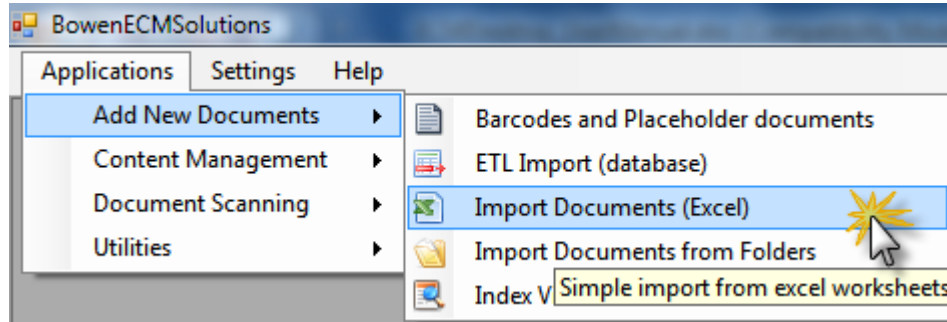 BowenECMSolutions
Applications Settings Help
Add New Documents
Content Management
Document Scanning
Utilities
Barcodes and Placeholder documents
ETL Import (database)
Import Documents (Excel)
Import Documents from Folders
Index V
Simple import from excel worksheets